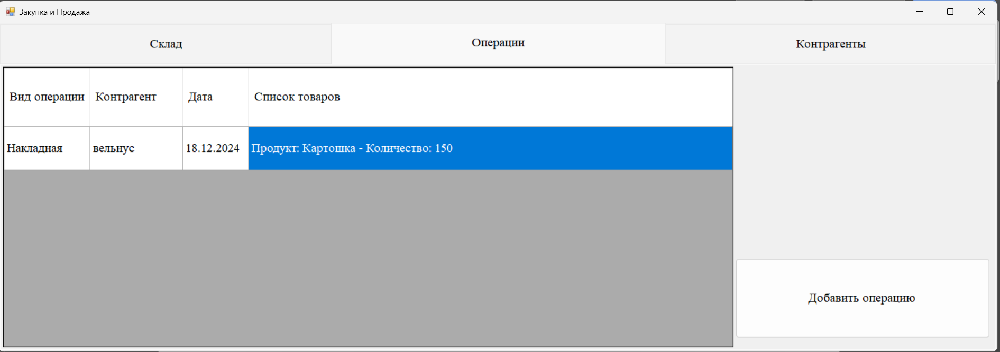 Закупка и Продажа
Склад Операции Контрагенты
Вид операции Контрагент Дата Список товаров
Накладная вельнус 18.12.2024 Продукт: Картошка - Количество: 150
Добавить операцию